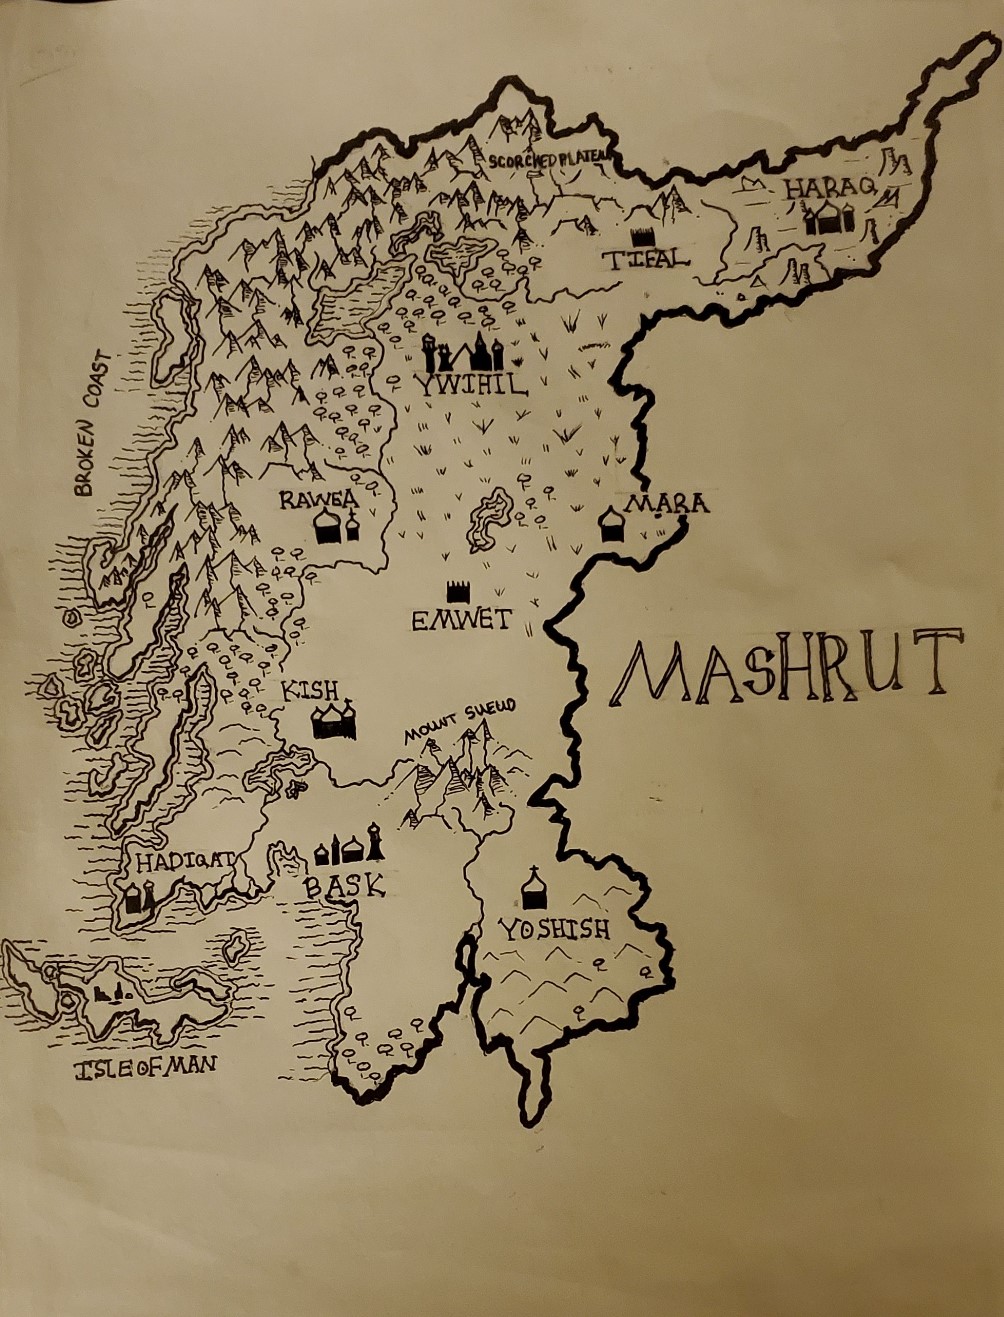 SCORCHED PLATEAU
HARAQ
TIFAL
YWIHIL
BROKEN COAST
RAWEA
MARA
EMWET
MASHRUT
KISH
MOUNT SUEUD
HADIQAT
BASK
YOSHISH
ISLE OF MAN